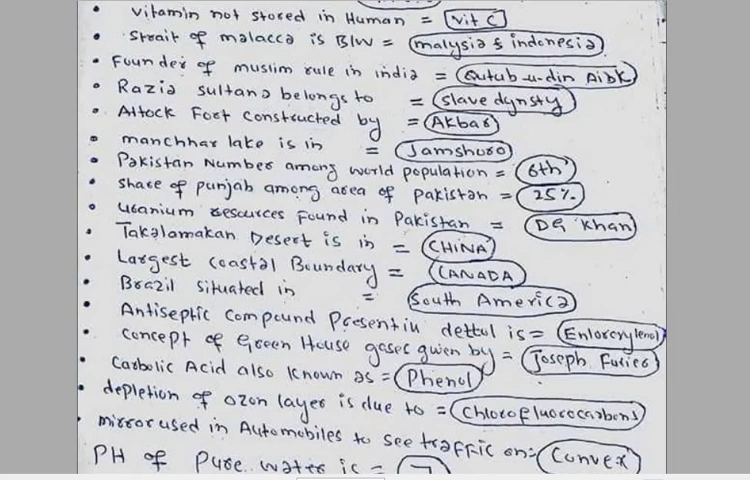 vitamin not stored in Human = Vit C
Strait of malacca is B/W = malysia & indonesia
Founder of muslim rule in india = Qutub-u-din Aibk
Razia sultana belongs to = slave dynsty
Attock Fort constructed by = Akbar
manchhar lake is in = Jamshoro
Pakistan Number among world population = 6th
share of punjab among area of pakistan = 25%
uranium resources found in Pakistan = DG Khan
Takalamakan Desert is in = CHINA
Largest coastal Boundary = CANADA
Brazil situated in = South America
Antiseptic compound Present in dettol is = Enlorcrylenol
concept of Green House gases given by = Joseph Furier
Carbolic Acid also known as = Phenol
depletion of ozon layer is due to = Chlorofluorocarbons
mirror used in Automobiles to see traffic on = Convex
PH of Pure water is = 7